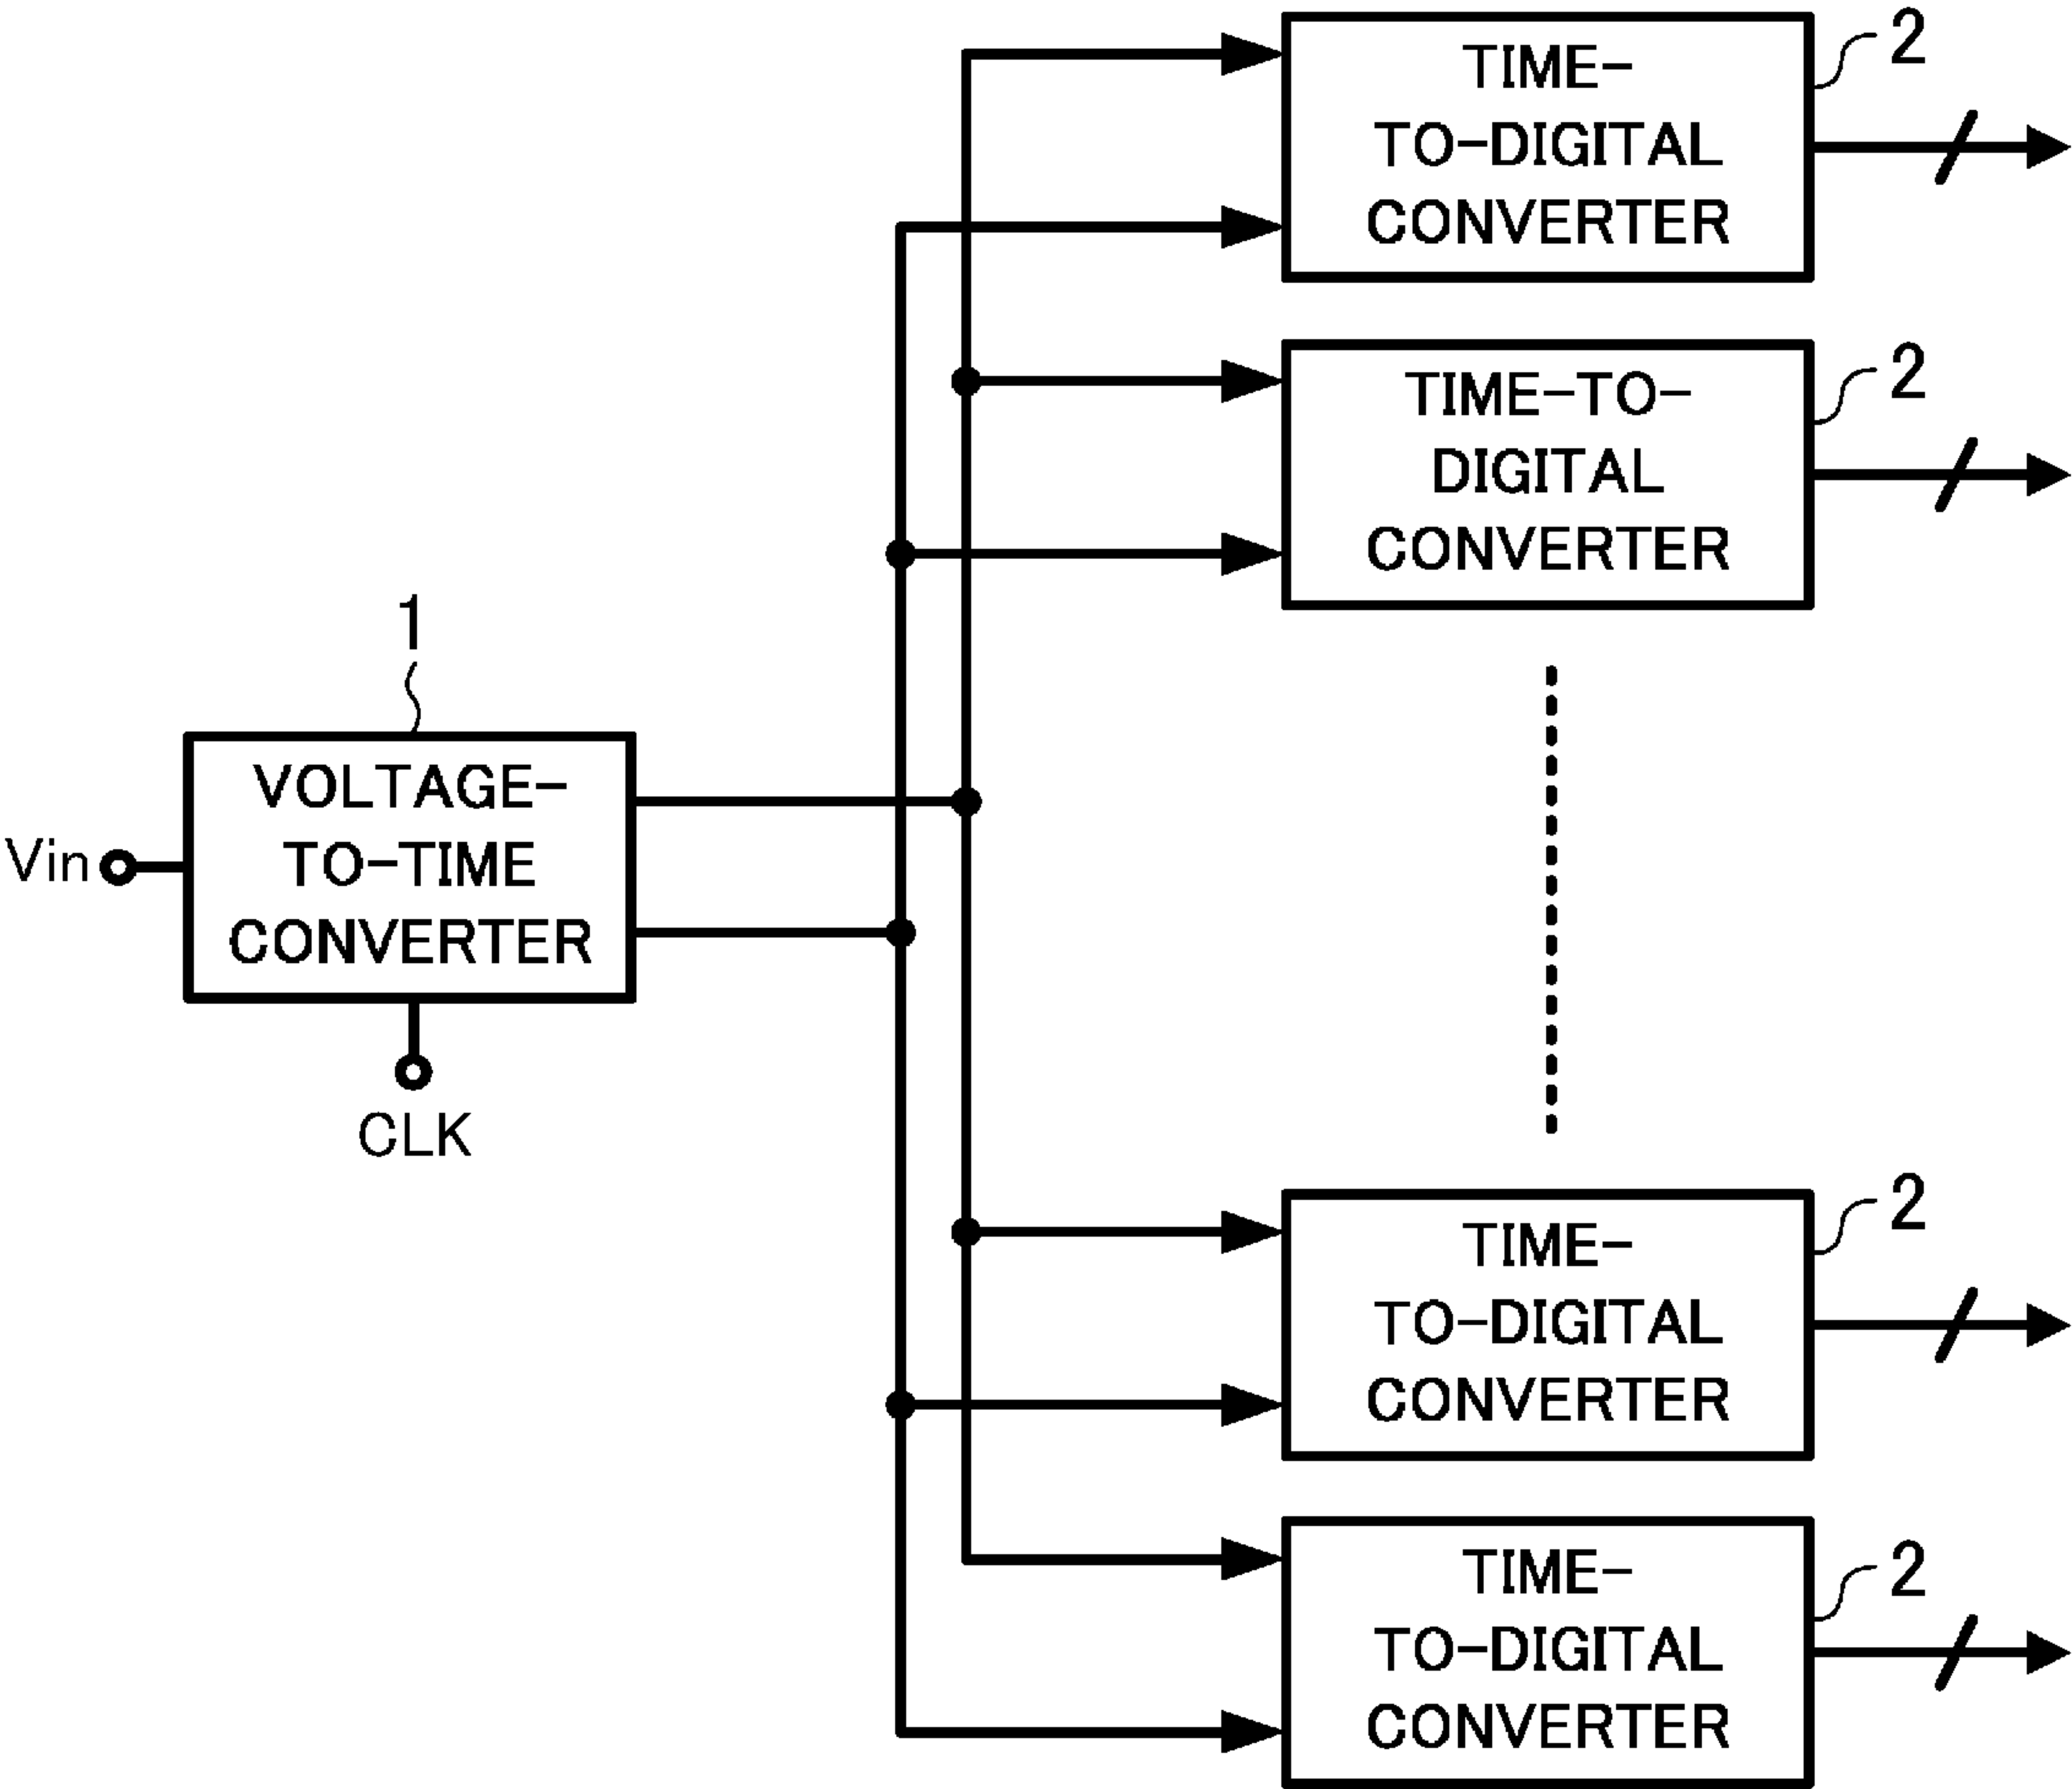 TIME-
TO-DIGITAL
CONVERTER
2
TIME-TO-
DIGITAL
CONVERTER
2
1
VOLTAGE-
TO-TIME
CONVERTER
Vin
CLK
TIME-
TO-DIGITAL
CONVERTER
2
TIME-
TO-DIGITAL
CONVERTER
2